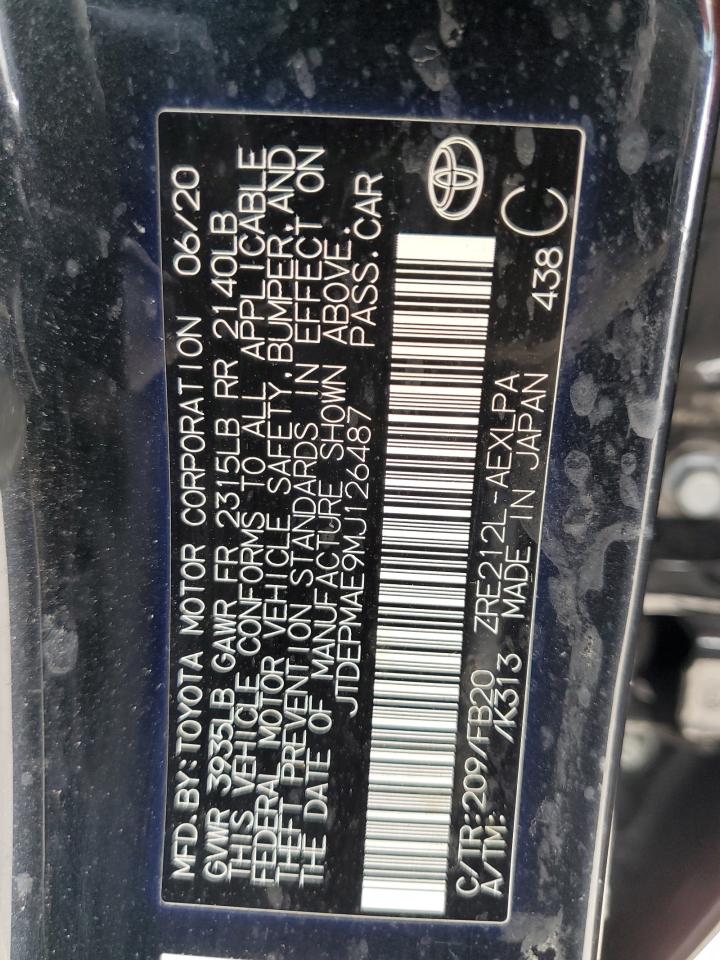 MFD.BY:TOYOTA MOTOR CORPORATION 06/20
GVWR 3935LB GAWR FR 2315LB RR 2140LB
THIS VEHICLE CONFORMS TO ALL APPLICABLE
FEDERAL MOTOR VEHICLE SAFETY,BUMPER,AND
THEFT PREVENTION STANDARDS IN EFFECT ON
THE DATE OF MANUFACTURE SHOWN ABOVE.
JTDEPMAE9MJ126487 PASS.CAR
C/TR:209/FB20 ZRE212L-AEXLPA
A/TM: /K313 MADE IN JAPAN
438 C